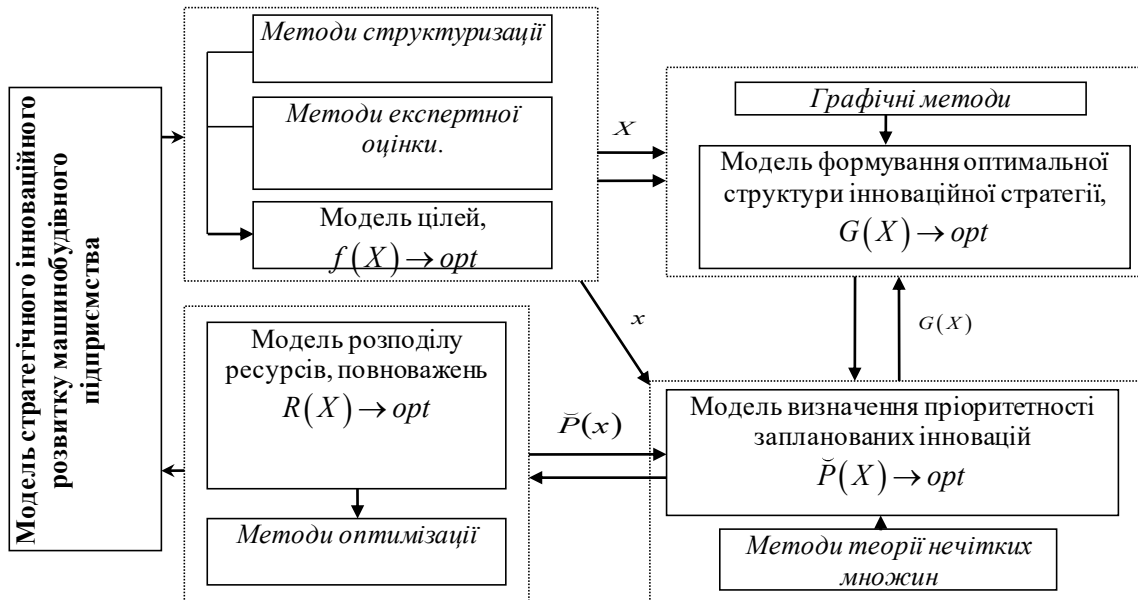 Модель стратегічного інноваційного
розвитку машинобудівного
підприємства
Методи структуризації
Методи експертної
оцінки.
Модель цілей,
f(X) → opt
X
Графічні методи
Модель формування оптимальної
структури інноваційної стратегії,
G(X) → opt
x
G(X)
Модель розподілу
ресурсів, повноважень
R(X) → opt
Методи оптимізації
P̆(x)
Модель визначення пріоритетності
запланованих інновацій
P̆(X) → opt
Методи теорії нечітких
множин